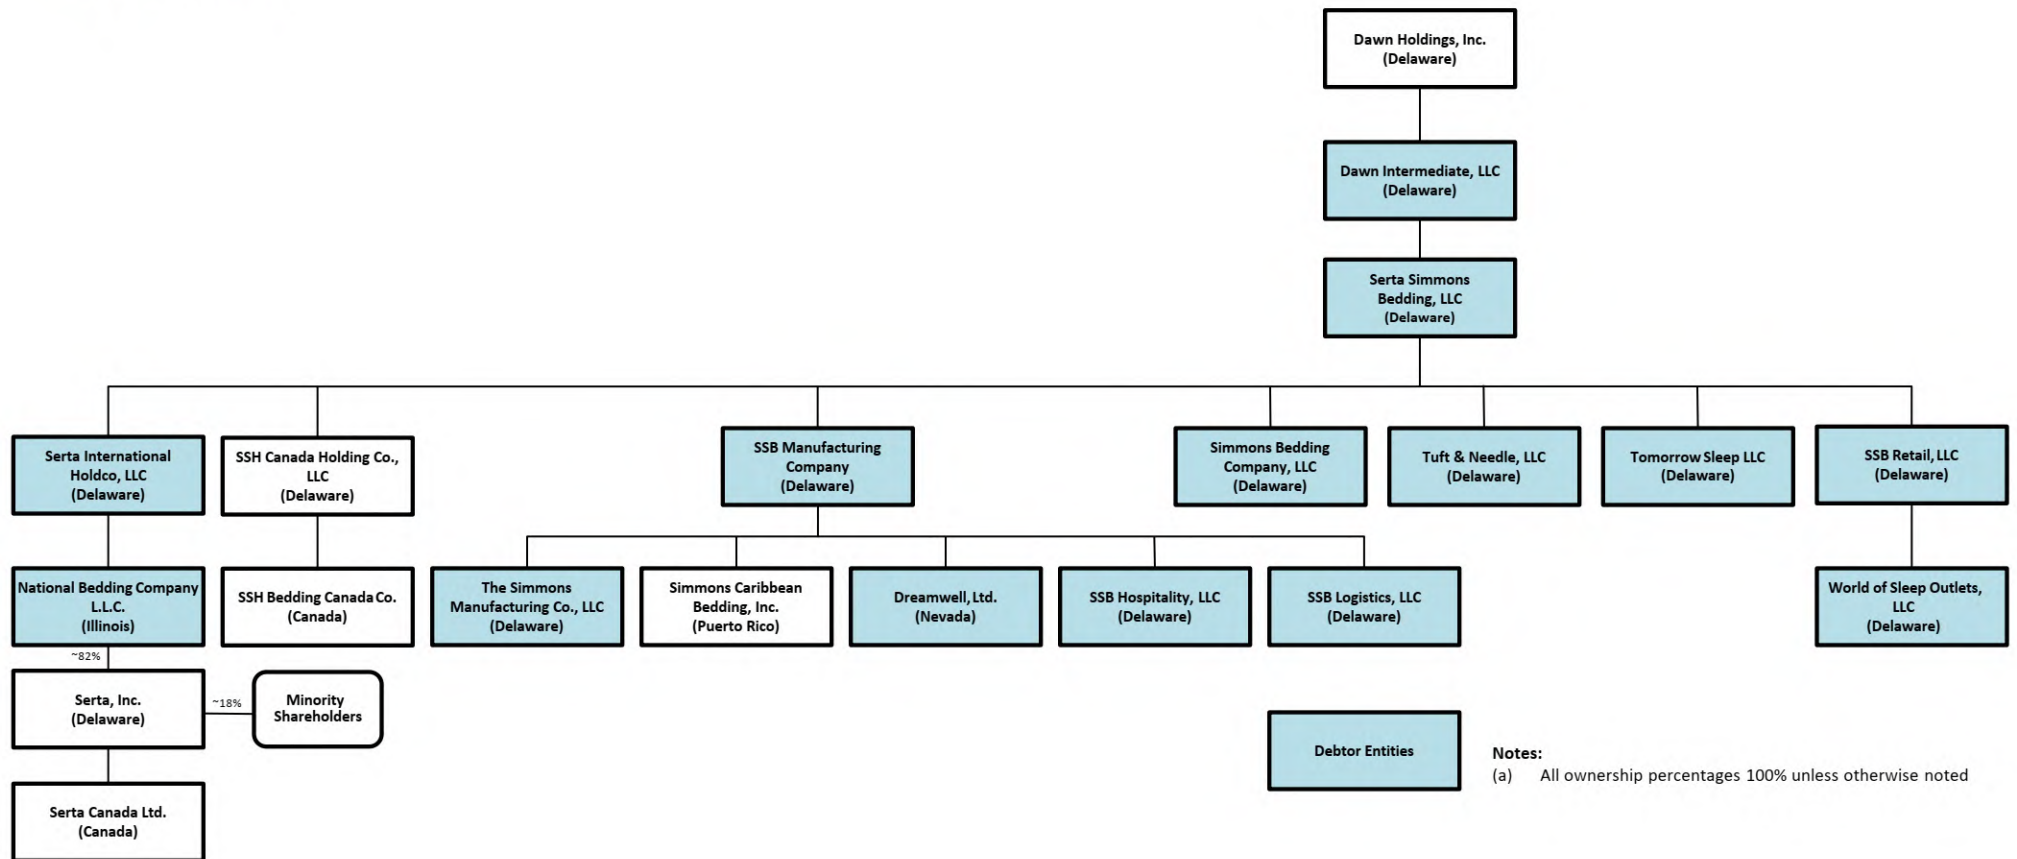 Dawn Holdings, Inc.
(Delaware)
Dawn Intermediate, LLC
(Delaware)
Serta Simmons
Bedding, LLC
(Delaware)
Serta International
Holdco, LLC
(Delaware)
SSH Canada Holding Co.,
LLC
(Delaware)
SSB Manufacturing
Company
(Delaware)
Simmons Bedding
Company, LLC
(Delaware)
Tuft & Needle, LLC
(Delaware)
Tomorrow Sleep LLC
(Delaware)
SSB Retail, LLC
(Delaware)
National Bedding Company
L.L.C.
(Illinois)
SSH Bedding Canada Co.
(Canada)
The Simmons
Manufacturing Co., LLC
(Delaware)
Simmons Caribbean
Bedding, Inc.
(Puerto Rico)
Dreamwell, Ltd.
(Nevada)
SSB Hospitality, LLC
(Delaware)
SSB Logistics, LLC
(Delaware)
World of Sleep Outlets,
LLC
(Delaware)
~82%
Serta, Inc.
(Delaware)
~18%
Minority
Shareholders
Serta Canada Ltd.
(Canada)
Debtor Entities
Notes:
(a) All ownership percentages 100% unless otherwise noted